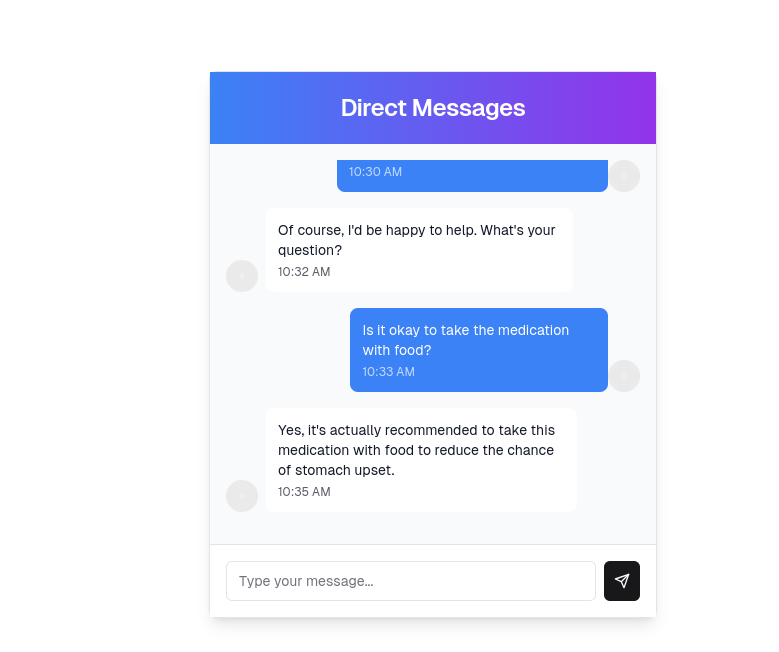 Direct Messages
10:30 AM
Of course, I'd be happy to help. What's your
question?
10:32 AM
Is it okay to take the medication
with food?
10:33 AM
Yes, it's actually recommended to take this
medication with food to reduce the chance
of stomach upset.
10:35 AM
Type your message...